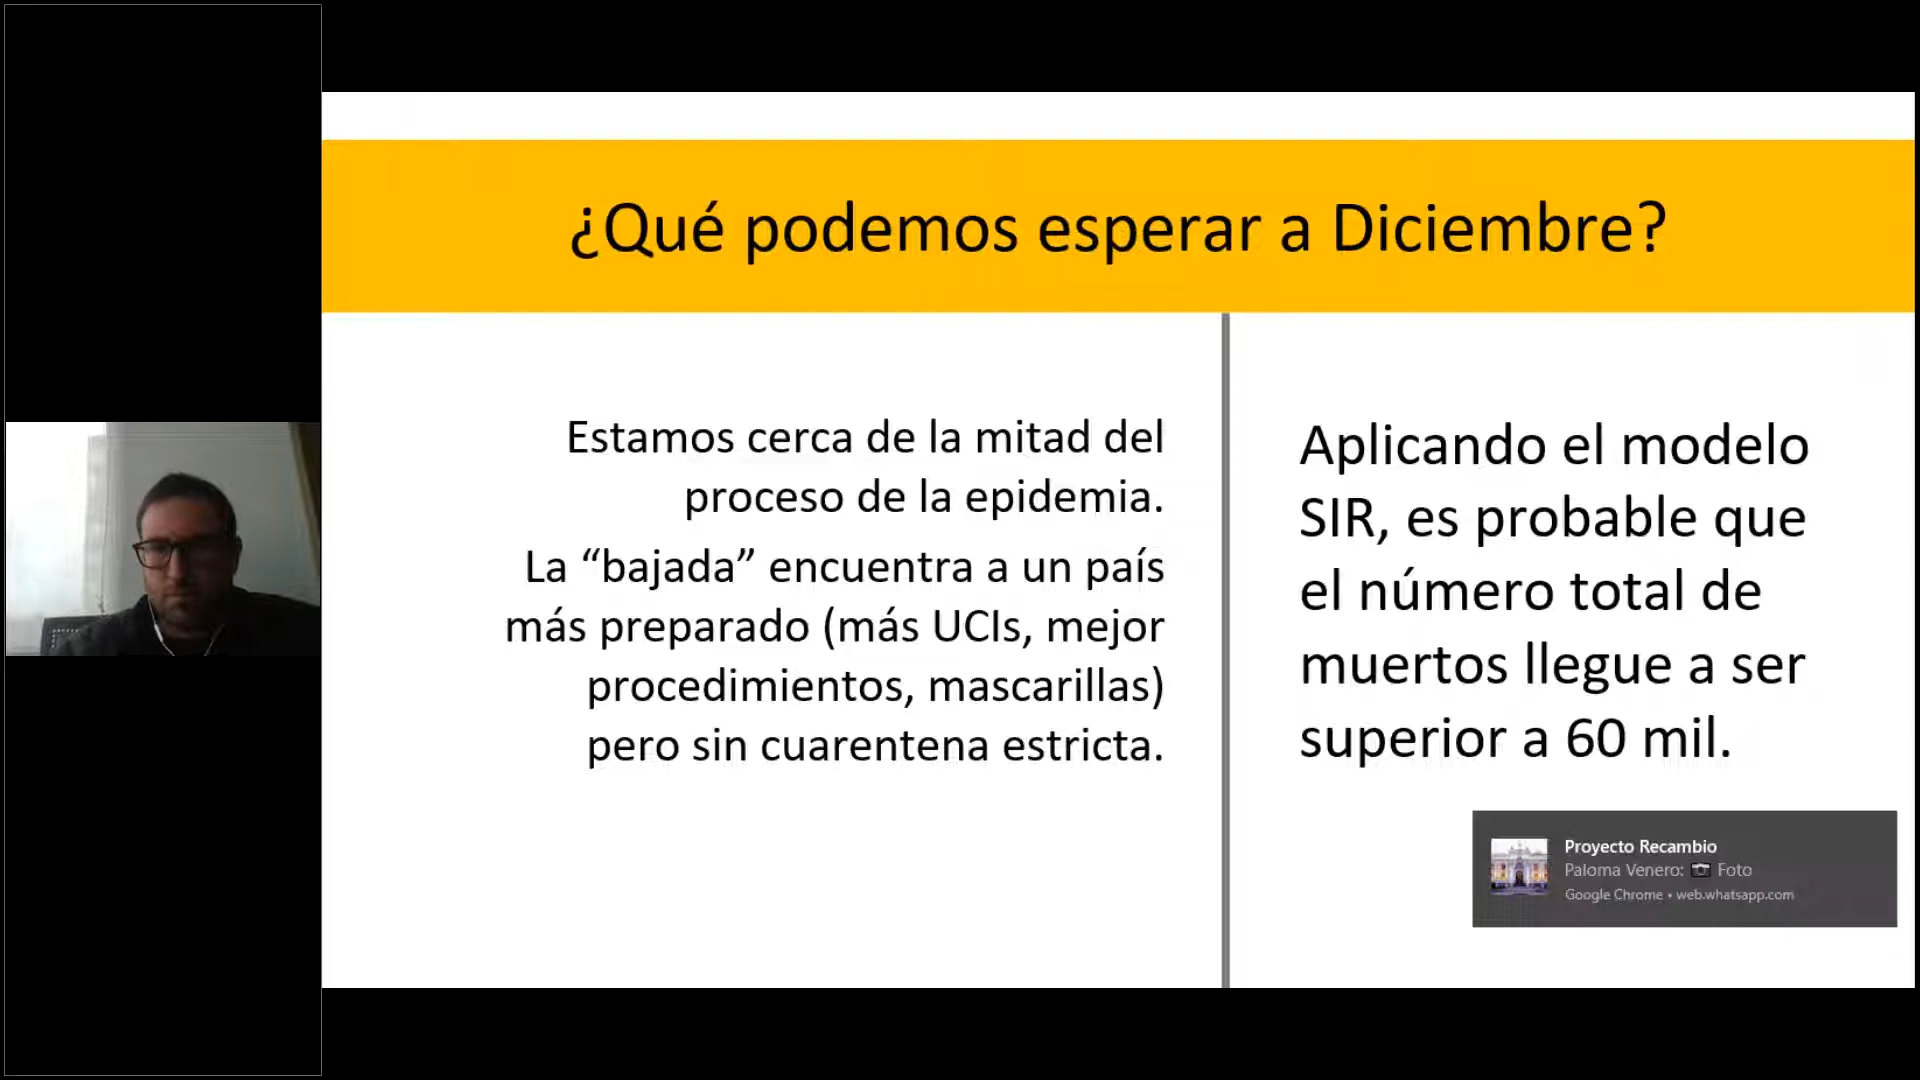 ¿Qué podemos esperar a Diciembre?
Estamos cerca de la mitad del
proceso de la epidemia.
La “bajada” encuentra a un país
más preparado (más UCIs, mejor
procedimientos, mascarillas)
pero sin cuarentena estricta.
Aplicando el modelo
SIR, es probable que
el número total de
muertos llegue a ser
superior a 60 mil.
Proyecto Recambio
Paloma Venero: 📷 Foto
Google Chrome • web.whatsapp.com